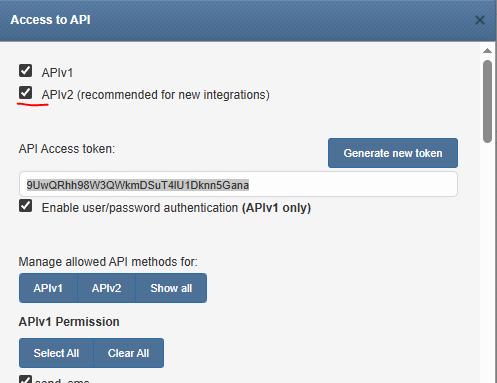 Access to API
APIv1
APIv2 (recommended for new integrations)
API Access token:
Generate new token
9UwQRhh98W3QWkmDSuT4lU1Dknn5Gana
Enable user/password authentication (APIv1 only)
Manage allowed API methods for:
APIv1 APIv2 Show all
APIv1 Permission
Select All Clear All
send_sms